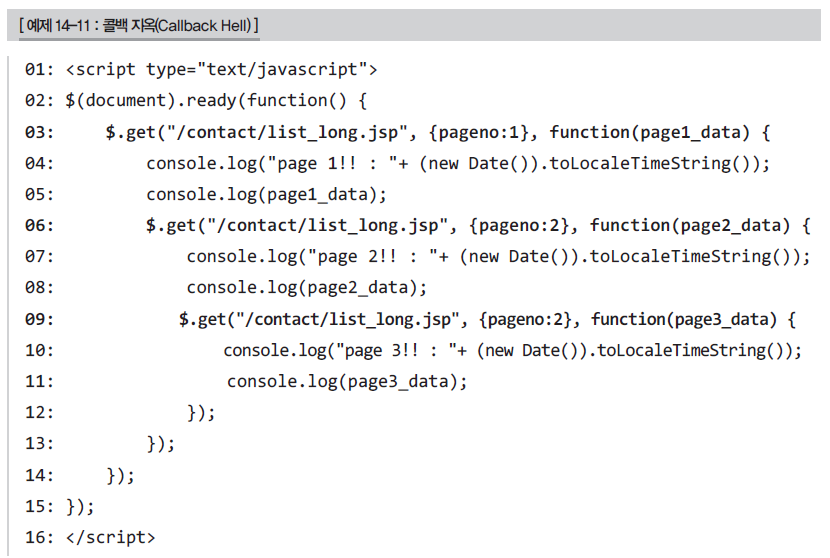 [ 예제 14-11 : 콜백 지옥(Callback Hell) ]
01: <script type="text/javascript">
02: $(document).ready(function() {
03:     $.get("/contact/list_long.jsp", {pageno:1}, function(page1_data) {
04:         console.log("page 1!! : "+ (new Date()).toLocaleTimeString());
05:         console.log(page1_data);
06:         $.get("/contact/list_long.jsp", {pageno:2}, function(page2_data) {
07:             console.log("page 2!! : "+ (new Date()).toLocaleTimeString());
08:             console.log(page2_data);
09:            $.get("/contact/list_long.jsp", {pageno:2}, function(page3_data) {
10:                console.log("page 3!! : "+ (new Date()).toLocaleTimeString());
11:                console.log(page3_data);
12:             });
13:         });
14:     });
15: });
16: </script>